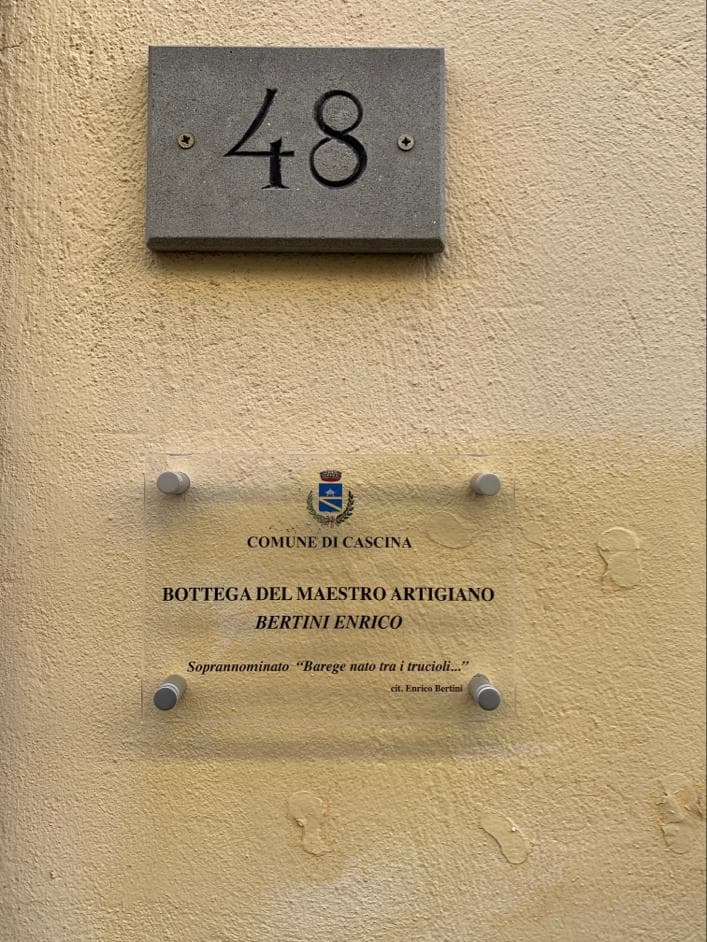 48
COMUNE DI CASCINA
BOTTEGA DEL MAESTRO ARTIGIANO
BERTINI ENRICO
Soprannominato “Barege nato tra i trucioli...”
cit. Enrico Bertini